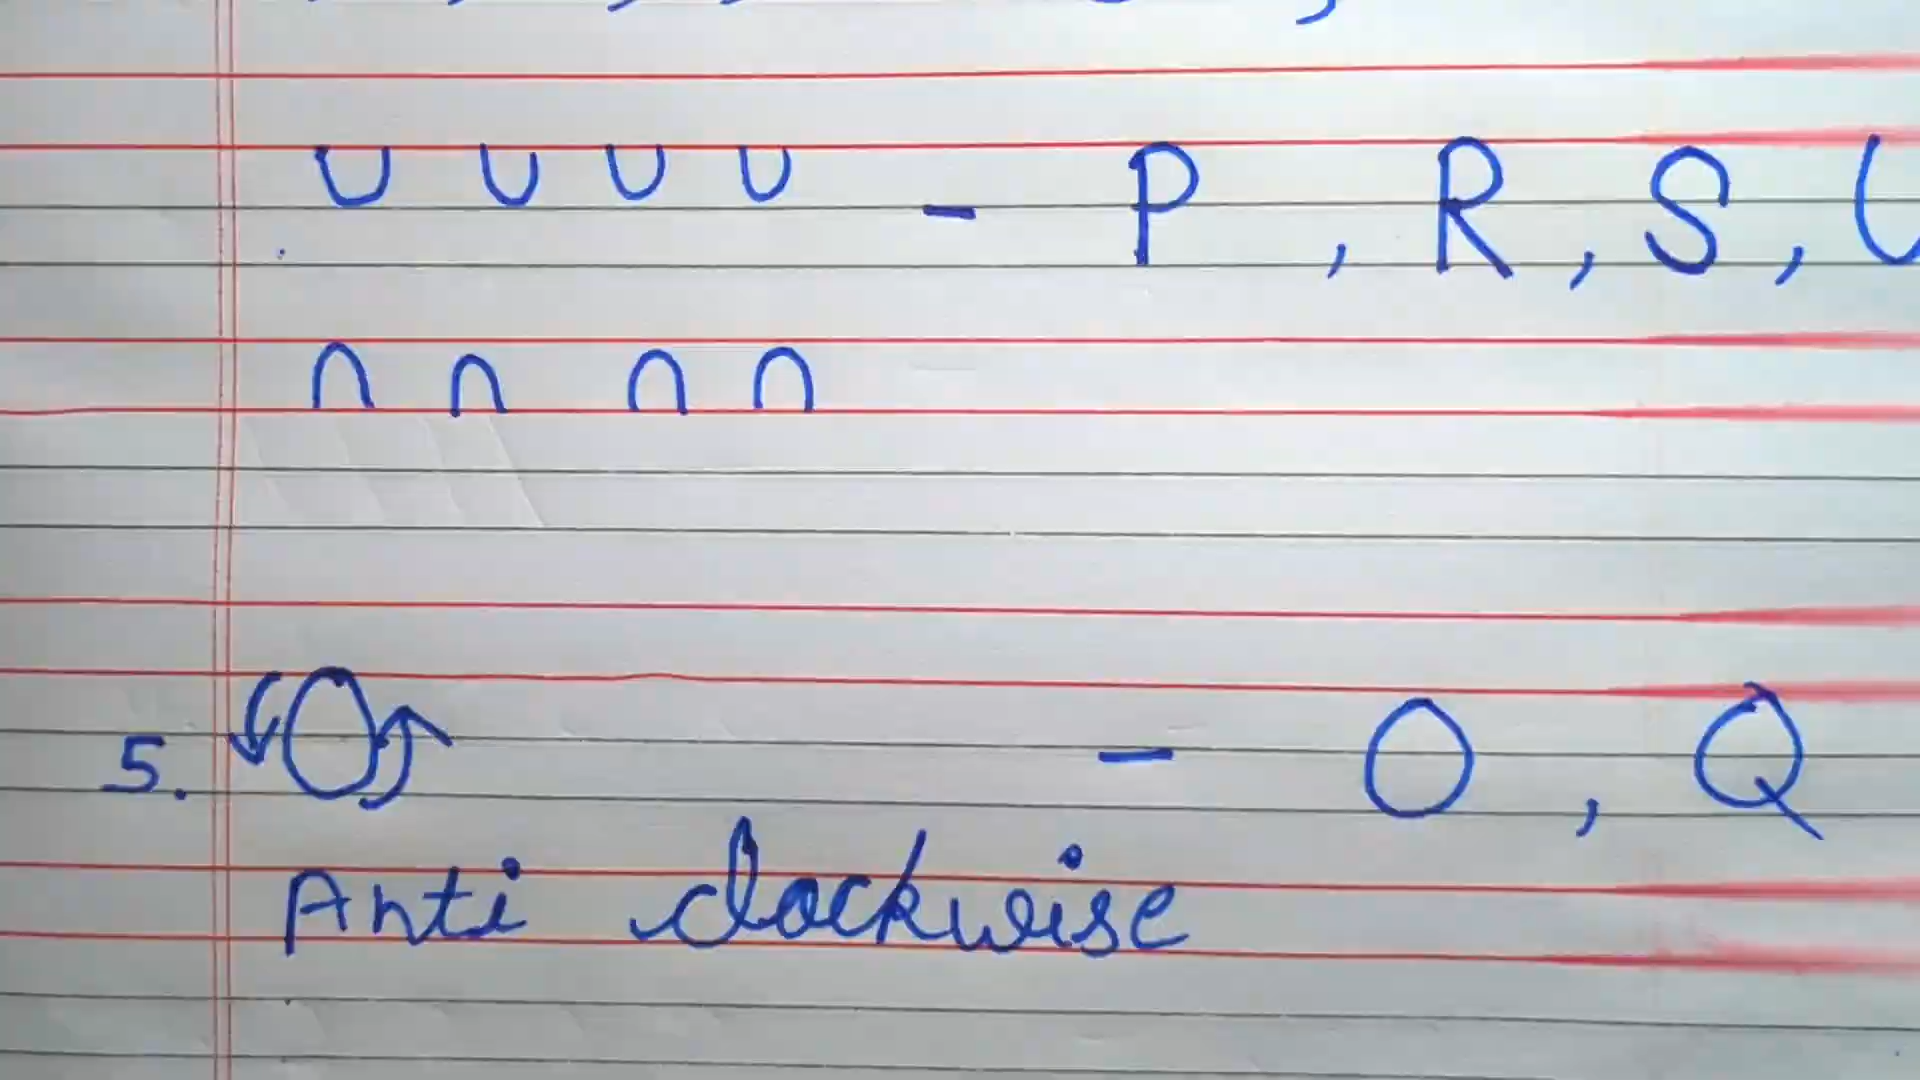 U U U U - P , R , S , U
∩ ∩ ∩ ∩
5. O - O , Q
Anti clockwise